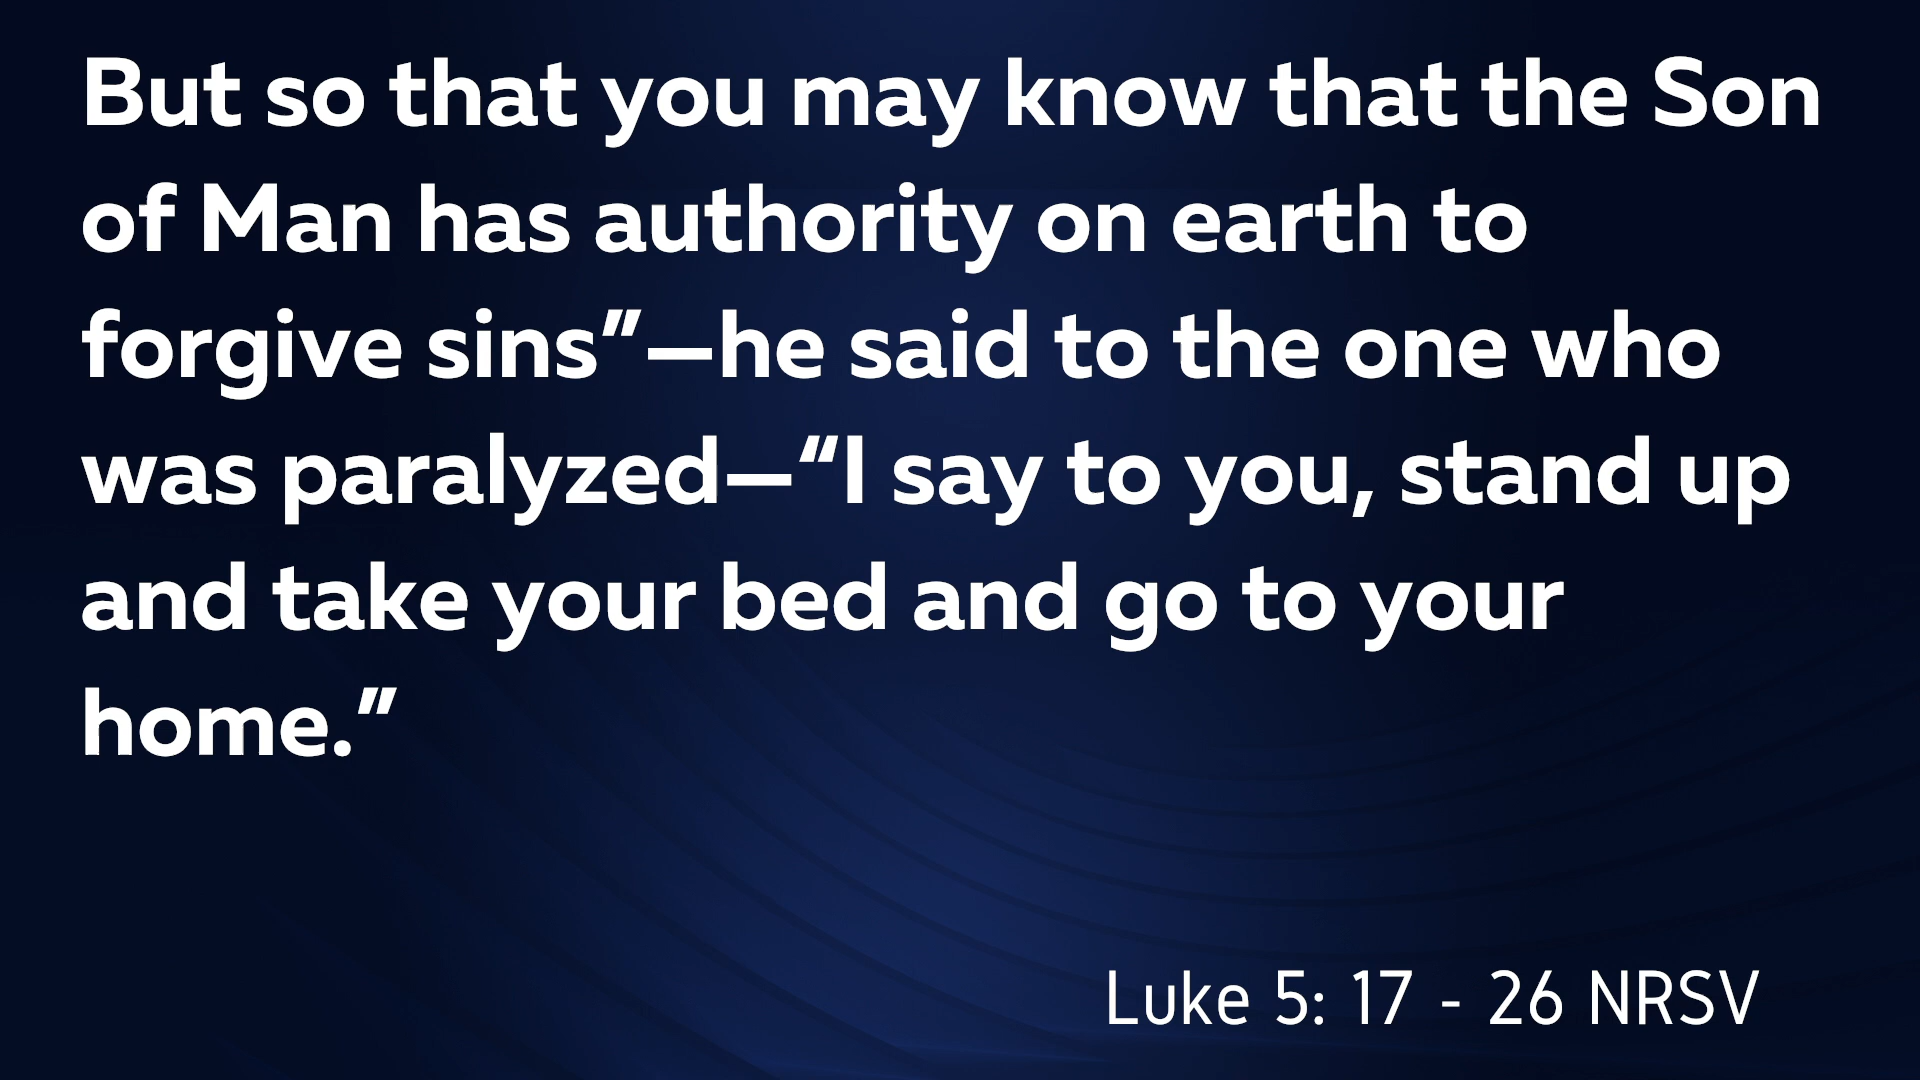 But so that you may know that the Son
of Man has authority on earth to
forgive sins”—he said to the one who
was paralyzed—“I say to you, stand up
and take your bed and go to your
home.”
Luke 5: 17 - 26 NRSV